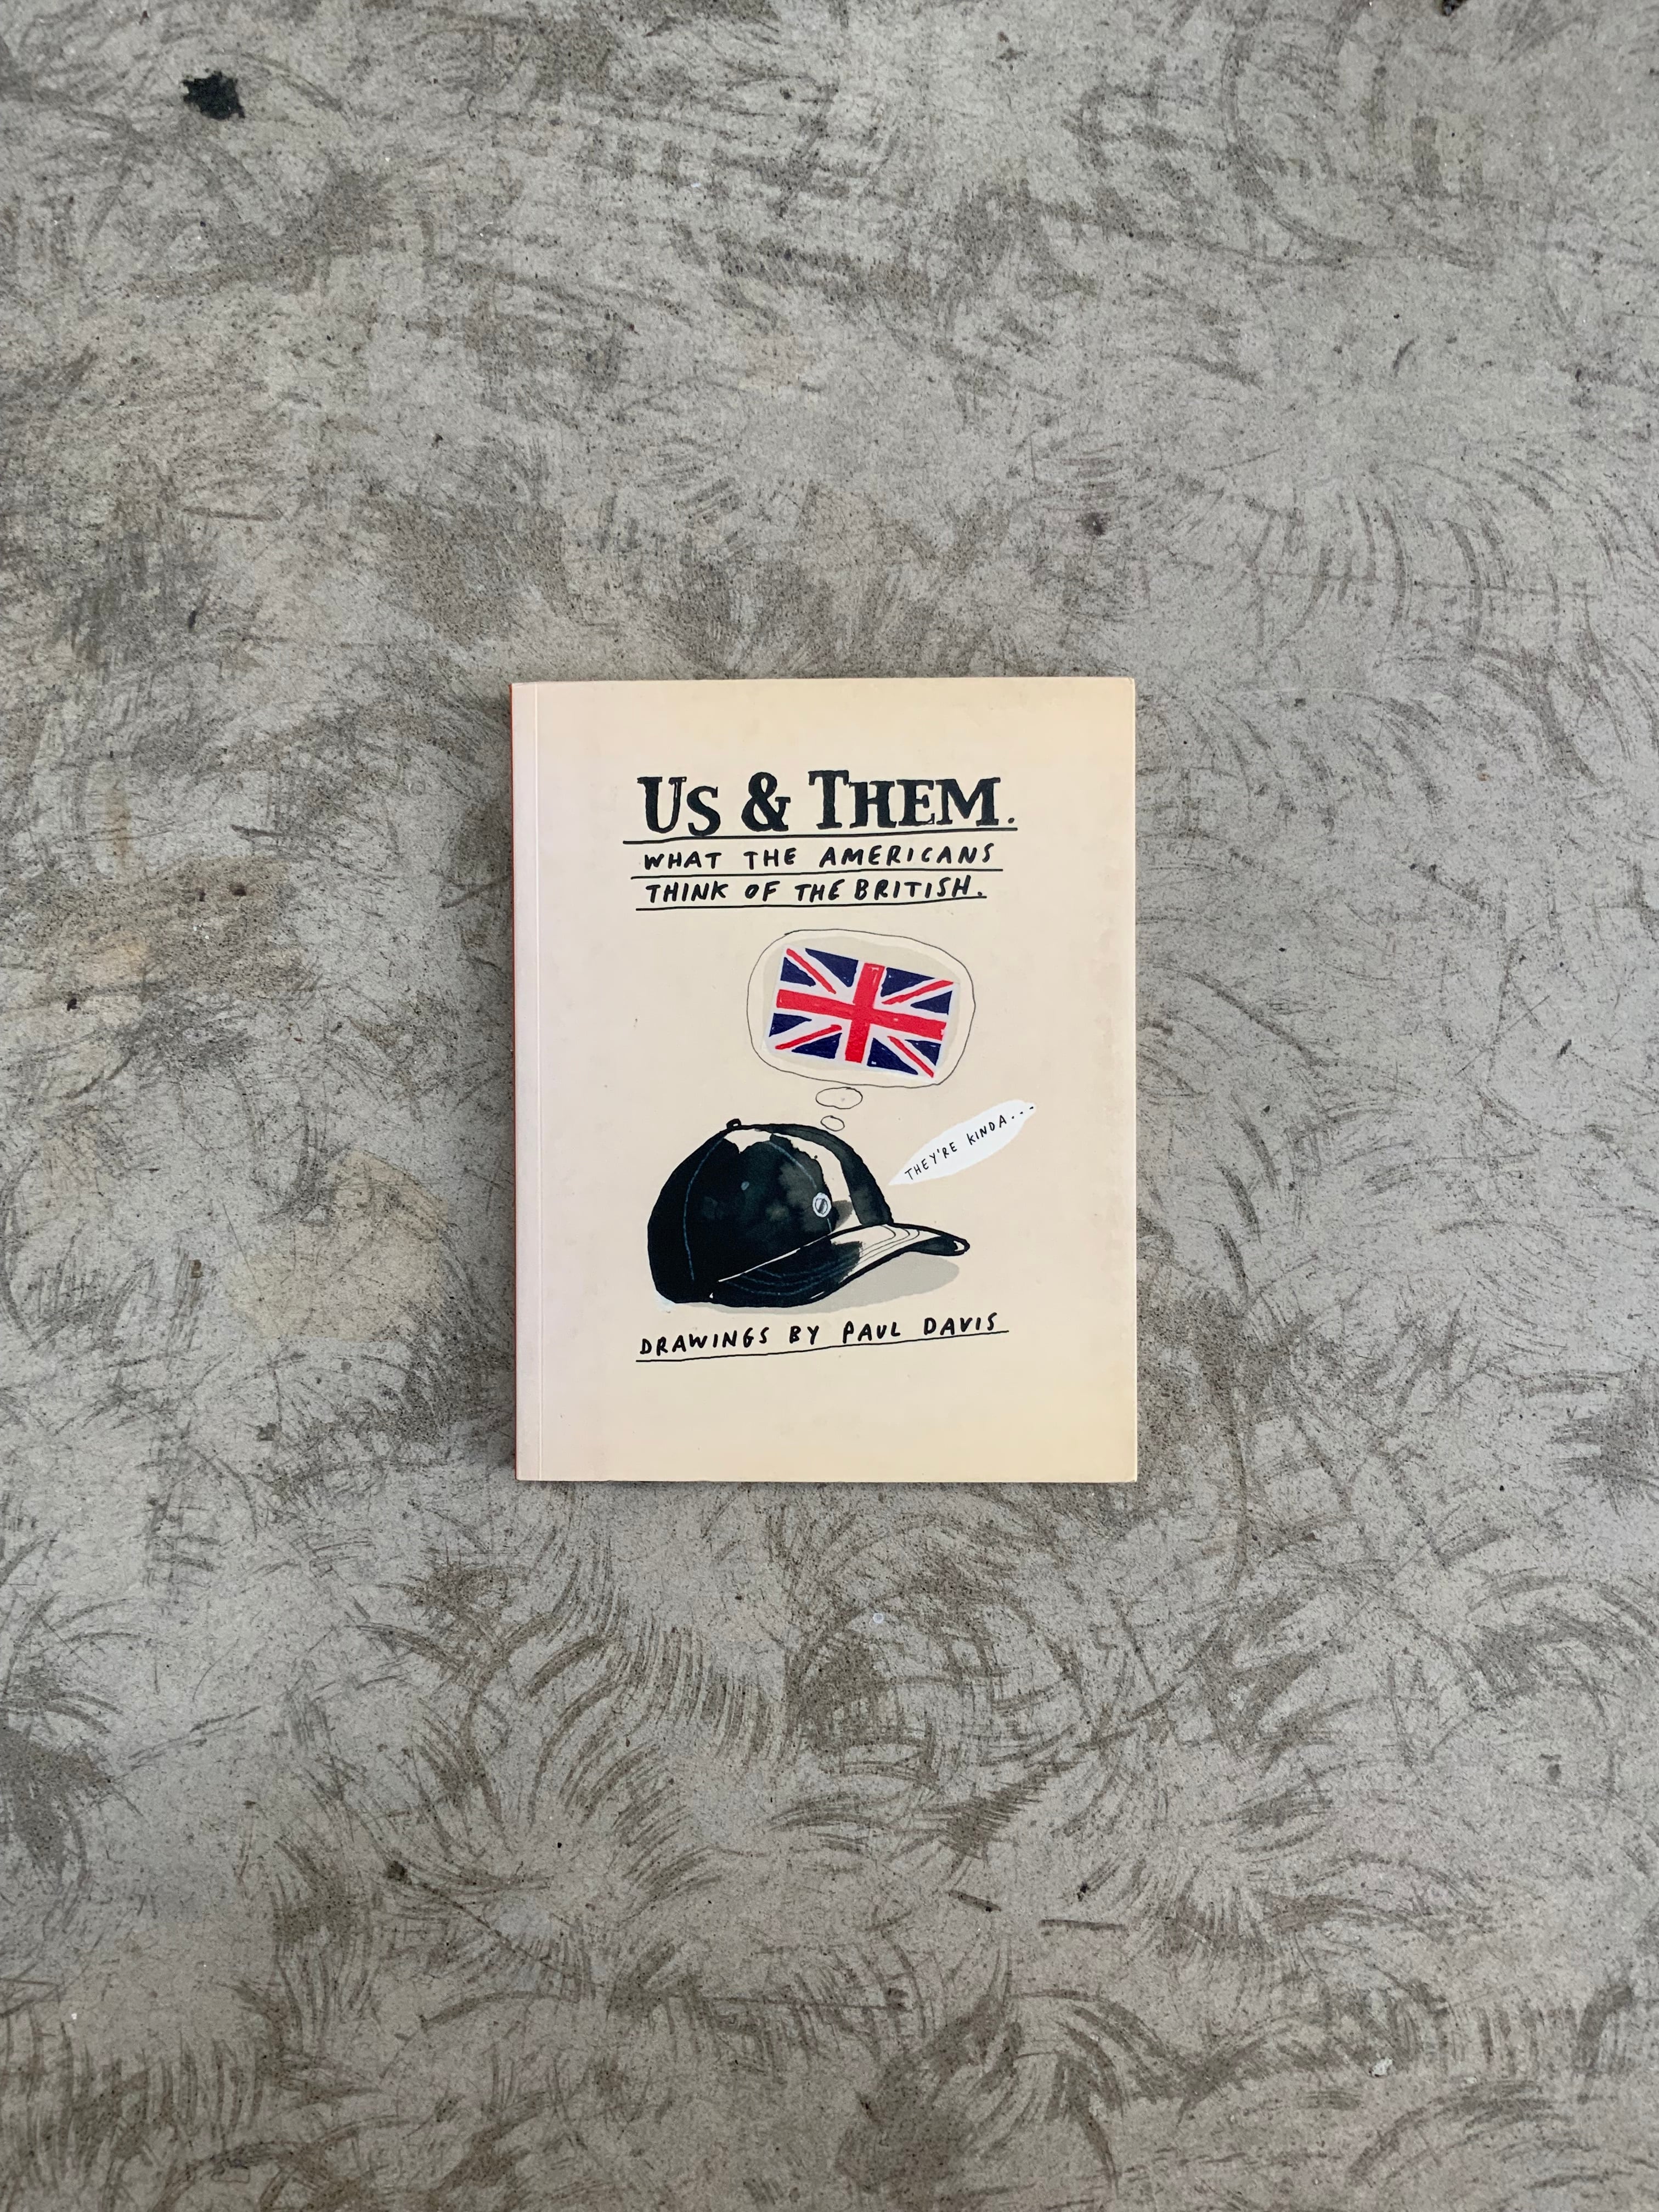 US & THEM.
WHAT THE AMERICANS
THINK OF THE BRITISH.
THEY'RE KINDA...
DRAWINGS BY PAUL DAVIS